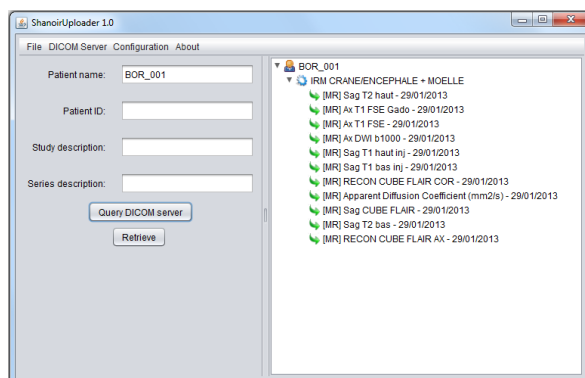 ShanoirUploader 1.0
File DICOM Server Configuration About
Patient name: BOR_001
Patient ID:
Study description:
Series description:
Query DICOM server
Retrieve
BOR_001
IRM CRANE/ENCEPHALE + MOELLE
[MR] Sag T2 haut - 29/01/2013
[MR] Ax T1 FSE Gado - 29/01/2013
[MR] Ax T1 FSE - 29/01/2013
[MR] Ax DWI b1000 - 29/01/2013
[MR] Sag T1 haut inj - 29/01/2013
[MR] Sag T1 bas inj - 29/01/2013
[MR] RECON CUBE FLAIR COR - 29/01/2013
[MR] Apparent Diffusion Coefficient (mm2/s) - 29/01/2013
[MR] Sag CUBE FLAIR - 29/01/2013
[MR] Sag T2 bas - 29/01/2013
[MR] RECON CUBE FLAIR AX - 29/01/2013